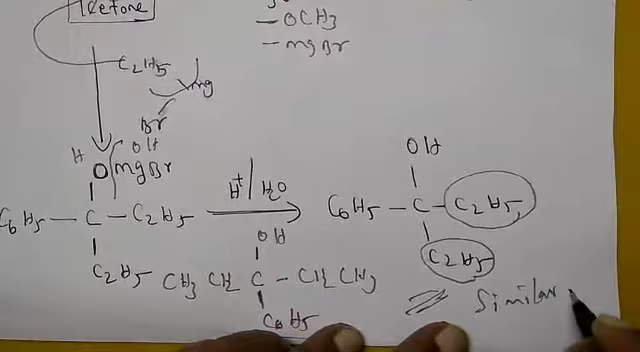 Ketone
— OCH3
— mgBr
C2H5
mg
Br
H OH
OmgBr
C6H5 — C — C2H5
C2H5
H+ / H2O
OH
C6H5 — C — C2H5
C2H5
OH
CH3 CH2 C — CH2 CH3
C6H5
Similar